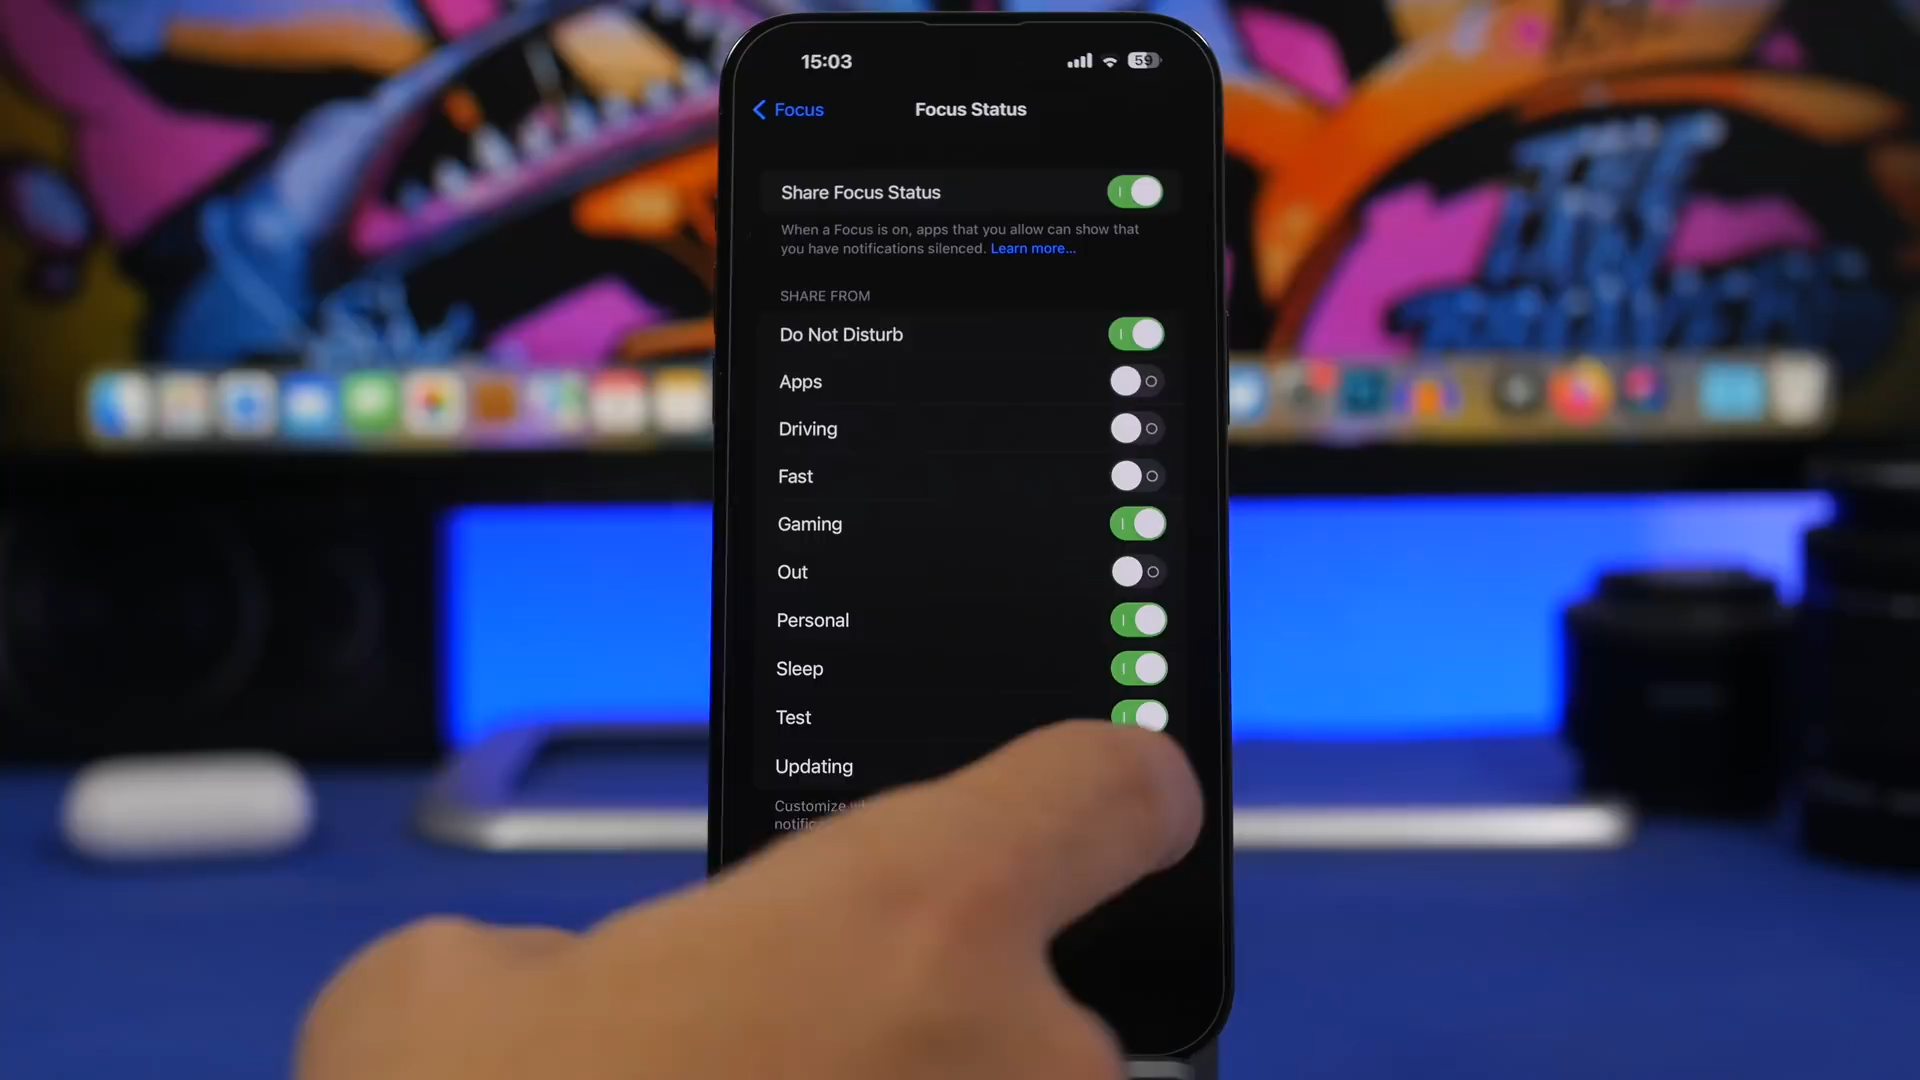 15:03
59
Focus
Focus Status
Share Focus Status
When a Focus is on, apps that you allow can show that
you have notifications silenced. Learn more...
SHARE FROM
Do Not Disturb
Apps
Driving
Fast
Gaming
Out
Personal
Sleep
Test
Updating
Customize